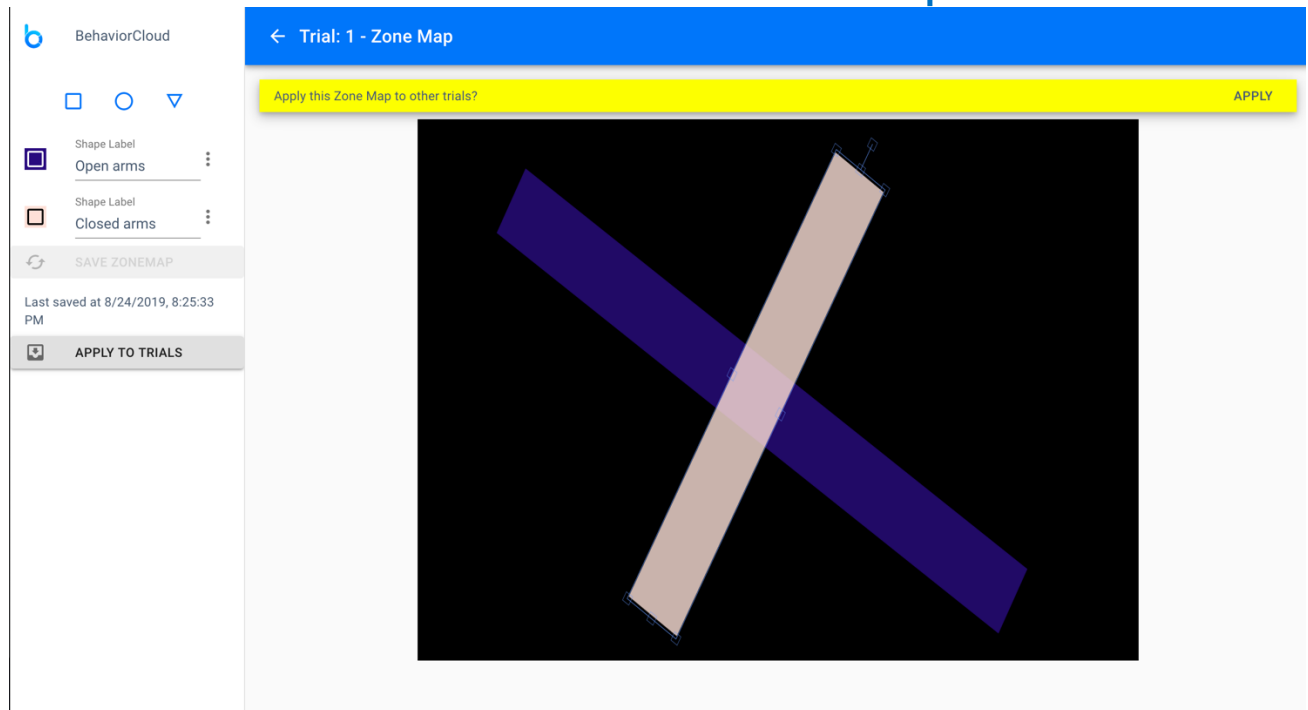 BehaviorCloud
Trial: 1 - Zone Map
Apply this Zone Map to other trials?
APPLY
Shape Label
Open arms
Shape Label
Closed arms
SAVE ZONEMAP
Last saved at 8/24/2019, 8:25:33
PM
APPLY TO TRIALS